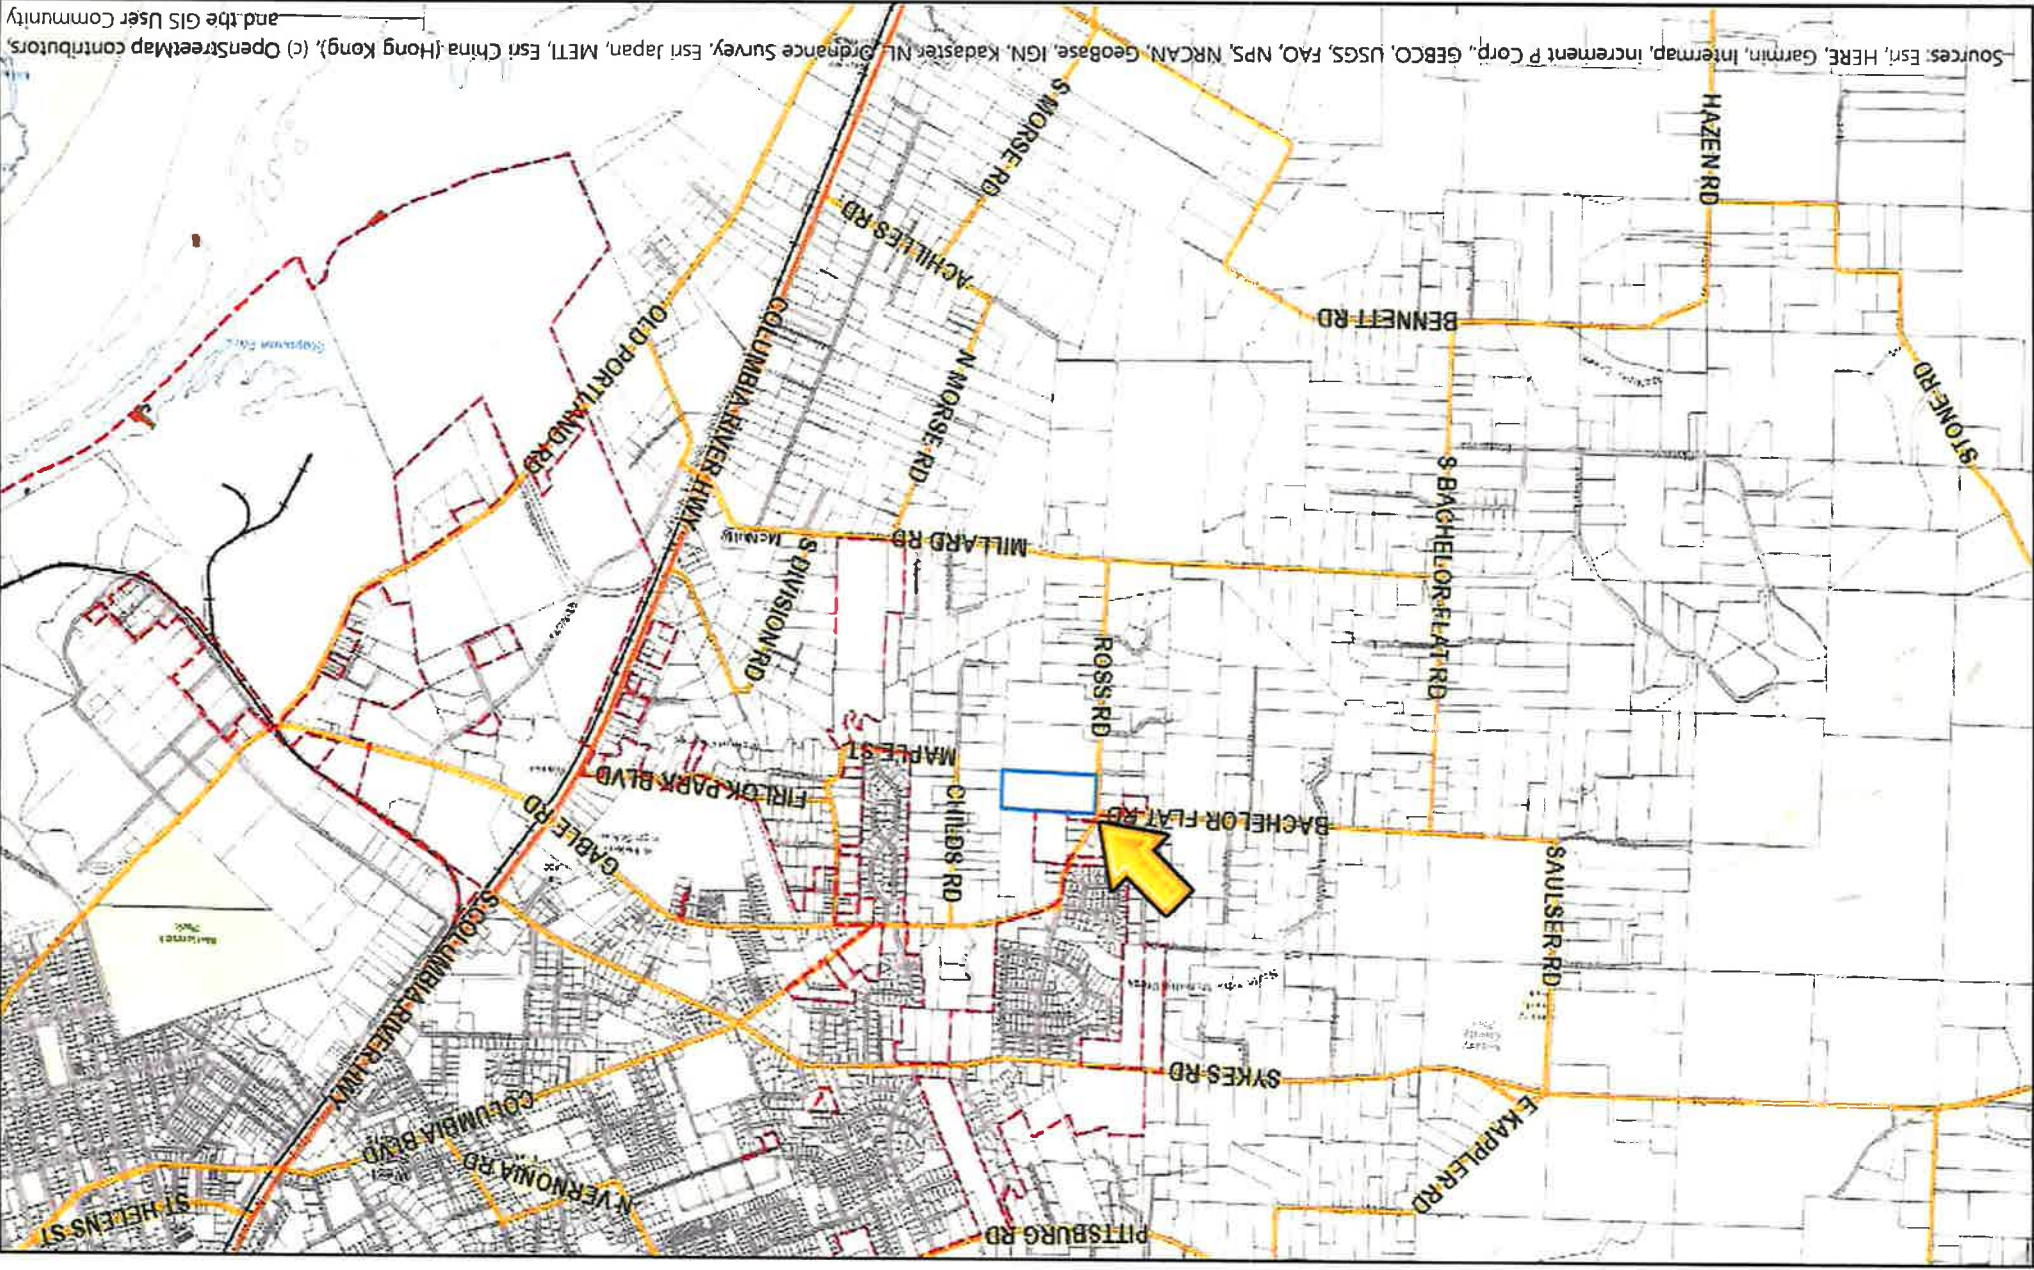 PITTSBURG RD
ST HELENS ST
N VERNONIA RD
E KAPPLER RD
COLUMBIA BLVD
SYKES RD
S COLUMBIA RIVER HWY
SAULSER RD
GABLE RD
CHILDS RD
BACHELOR FLAT RD
FIRLOK PARK BLVD
MAPLE ST
ROSS RD
S DIVISION RD
S BACHELOR FLAT RD
MILLARD RD
McNulty
STONE RD
N MORSE RD
COLUMBIA RIVER HWY
OLD PORTLAND RD
BENNETT RD
ACHILLES RD
HAZEN RD
S MORSE RD
Sources: Esri, HERE, Garmin, Intermap, increment P Corp., GEBCO, USGS, FAO, NPS, NRCAN, GeoBase, IGN, Kadaster NL, Ordnance Survey, Esri Japan, METI, Esri China (Hong Kong), (c) OpenStreetMap contributors,
and the GIS User Community